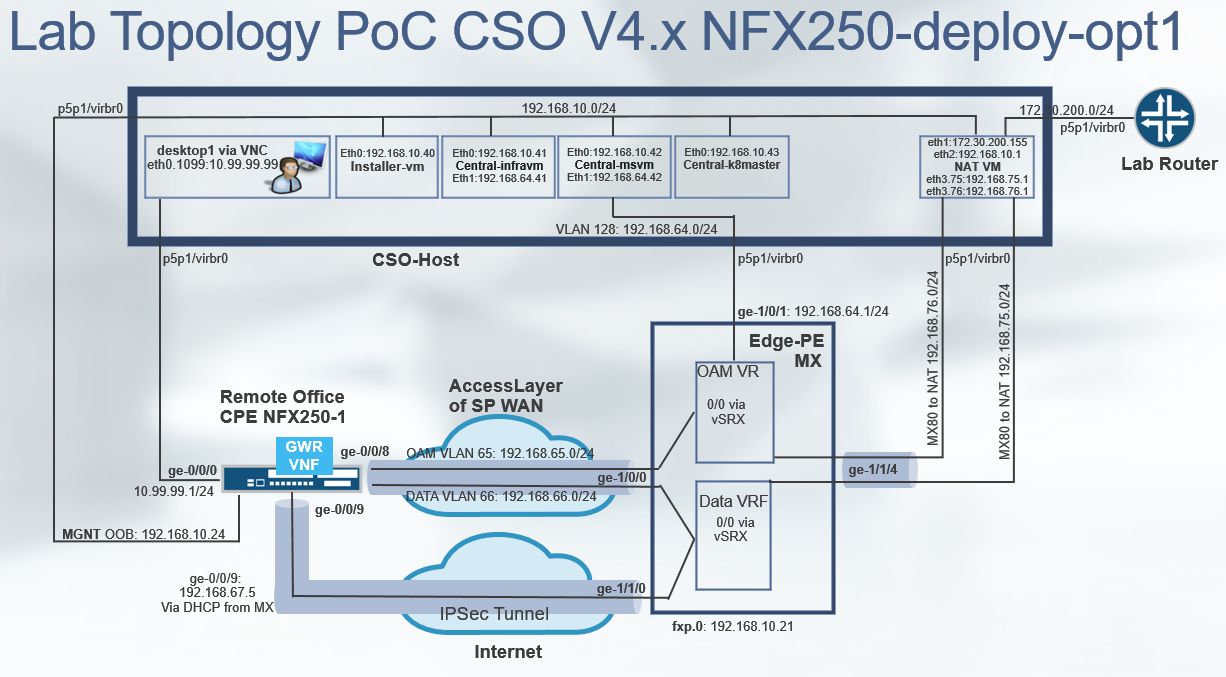 Lab Topology PoC CSO V4.x NFX250-deploy-opt1
p5p1/virbr0
192.168.10.0/24
172.30.200.0/24
p5p1/virbr0
Lab Router
desktop1 via VNC
eth0.1099:10.99.99.99
Eth0:192.168.10.40
Installer-vm
Eth0:192.168.10.41
Central-infravm
Eth1:192.168.64.41
Eth0:192.168.10.42
Central-msvm
Eth1:192.168.64.42
Eth0:192.168.10.43
Central-k8master
eth1:172.30.200.155
eth2:192.168.10.1
NAT VM
eth3.75:192.168.75.1
eth3.76:192.168.76.1
VLAN 128: 192.168.64.0/24
p5p1/virbr0
CSO-Host
p5p1/virbr0
p5p1/virbr0
MX80 to NAT 192.168.76.0/24
MX80 to NAT 192.168.75.0/24
ge-1/0/1: 192.168.64.1/24
Edge-PE
MX
OAM VR
0/0 via
vSRX
Remote Office
CPE NFX250-1
AccessLayer
of SP WAN
GWR
VNF
ge-0/0/8
OAM VLAN 65: 192.168.65.0/24
ge-0/0/0
ge-1/0/0
ge-1/1/4
10.99.99.1/24
DATA VLAN 66: 192.168.66.0/24
Data VRF
0/0 via
vSRX
ge-0/0/9
MGNT OOB: 192.168.10.24
ge-0/0/9:
192.168.67.5
Via DHCP from MX
ge-1/1/0
IPSec Tunnel
fxp.0: 192.168.10.21
Internet